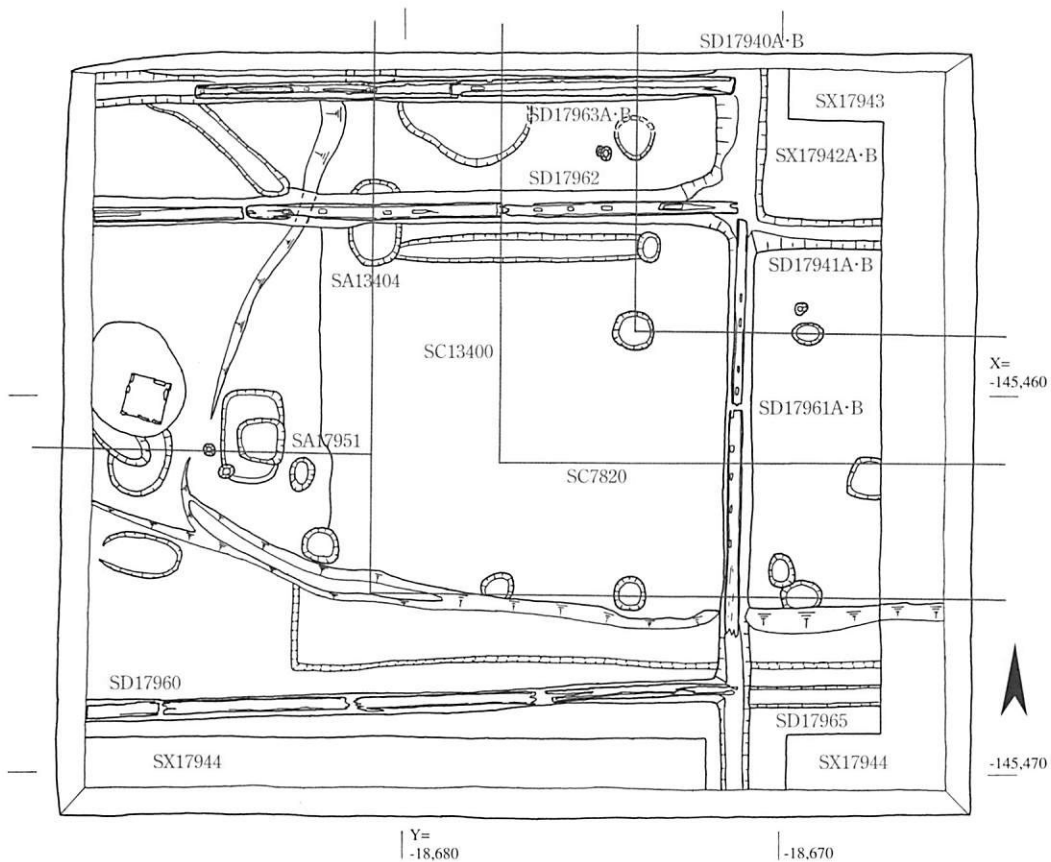 SD17940A·B
SX17943
SD17963A·B
SX17942A·B
SD17962
SD17941A·B
SA13404
SC13400
X=
-145,460
SD17961A·B
SA17951
SC7820
SD17960
SD17965
SX17944
SX17944
-145,470
Y=
-18,680
-18,670